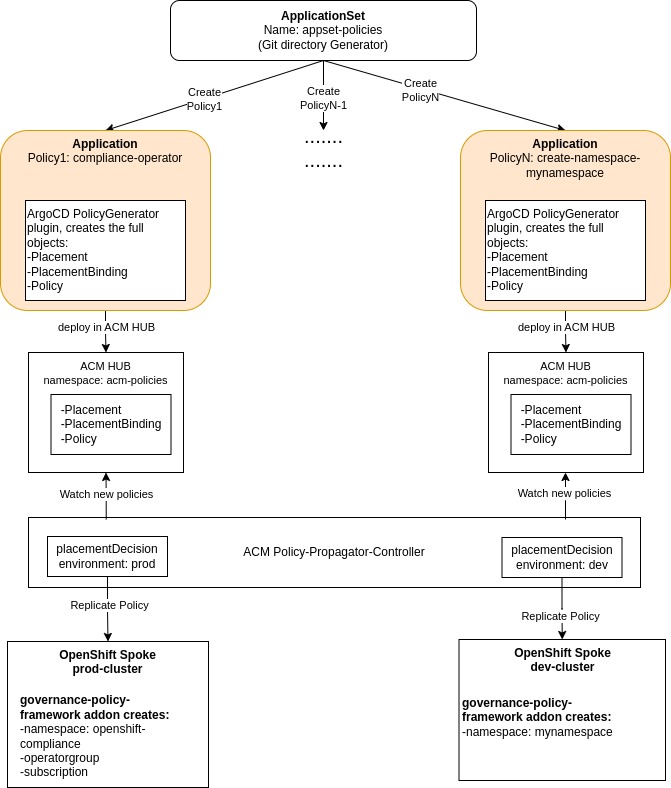 ApplicationSet
Name: appset-policies
(Git directory Generator)
Create
Policy1
Create
PolicyN-1
Create
PolicyN
.......
.......
Application
Policy1: compliance-operator
ArgoCD PolicyGenerator
plugin, creates the full
objects:
-Placement
-PlacementBinding
-Policy
Application
PolicyN: create-namespace-
mynamespace
ArgoCD PolicyGenerator
plugin, creates the full
objects:
-Placement
-PlacementBinding
-Policy
deploy in ACM HUB
deploy in ACM HUB
ACM HUB
namespace: acm-policies
-Placement
-PlacementBinding
-Policy
ACM HUB
namespace: acm-policies
-Placement
-PlacementBinding
-Policy
Watch new policies
Watch new policies
placementDecision
environment: prod
ACM Policy-Propagator-Controller
placementDecision
environment: dev
Replicate Policy
Replicate Policy
OpenShift Spoke
prod-cluster
governance-policy-
framework addon creates:
-namespace: openshift-
compliance
-operatorgroup
-subscription
OpenShift Spoke
dev-cluster
governance-policy-
framework addon creates:
-namespace: mynamespace